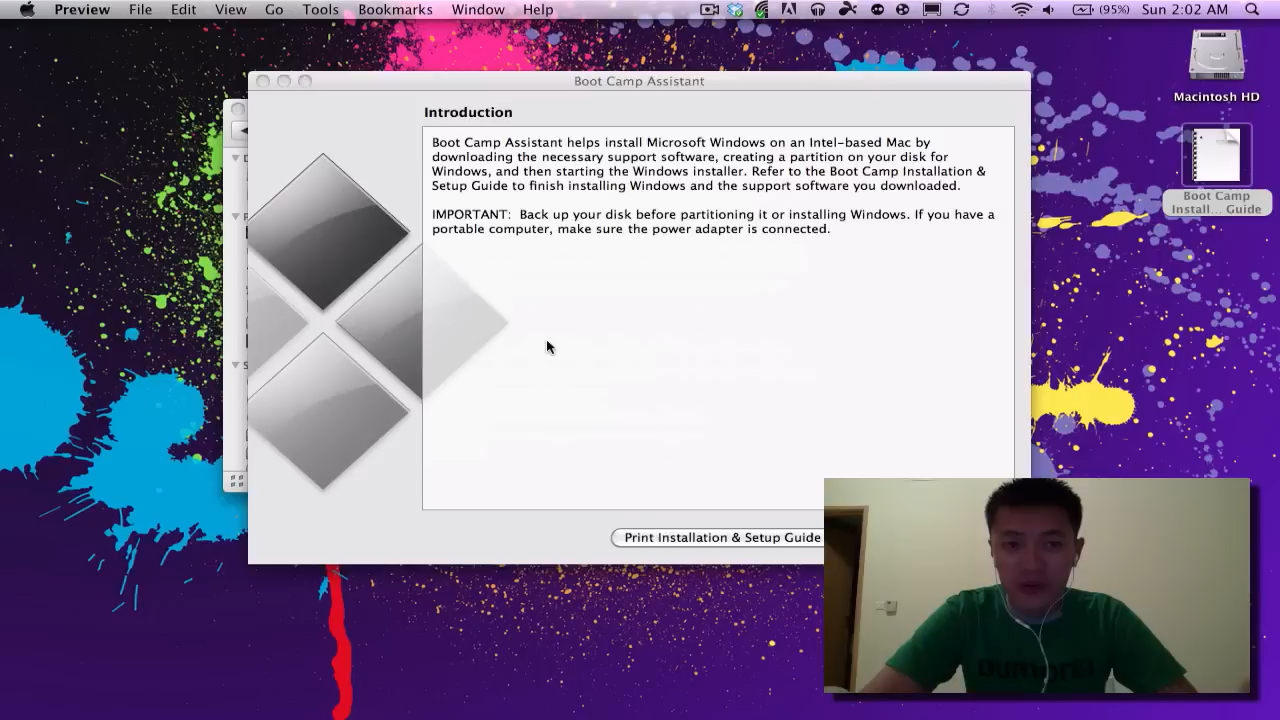 Preview File Edit View Go Tools Bookmarks Window Help (95%) Sun 2:02 AM
Macintosh HD
Boot Camp
Install... Guide
Boot Camp Assistant
Introduction
Boot Camp Assistant helps install Microsoft Windows on an Intel-based Mac by
downloading the necessary support software, creating a partition on your disk for
Windows, and then starting the Windows installer. Refer to the Boot Camp Installation &
Setup Guide to finish installing Windows and the support software you downloaded.
IMPORTANT: Back up your disk before partitioning it or installing Windows. If you have a
portable computer, make sure the power adapter is connected.
Print Installation & Setup Guide